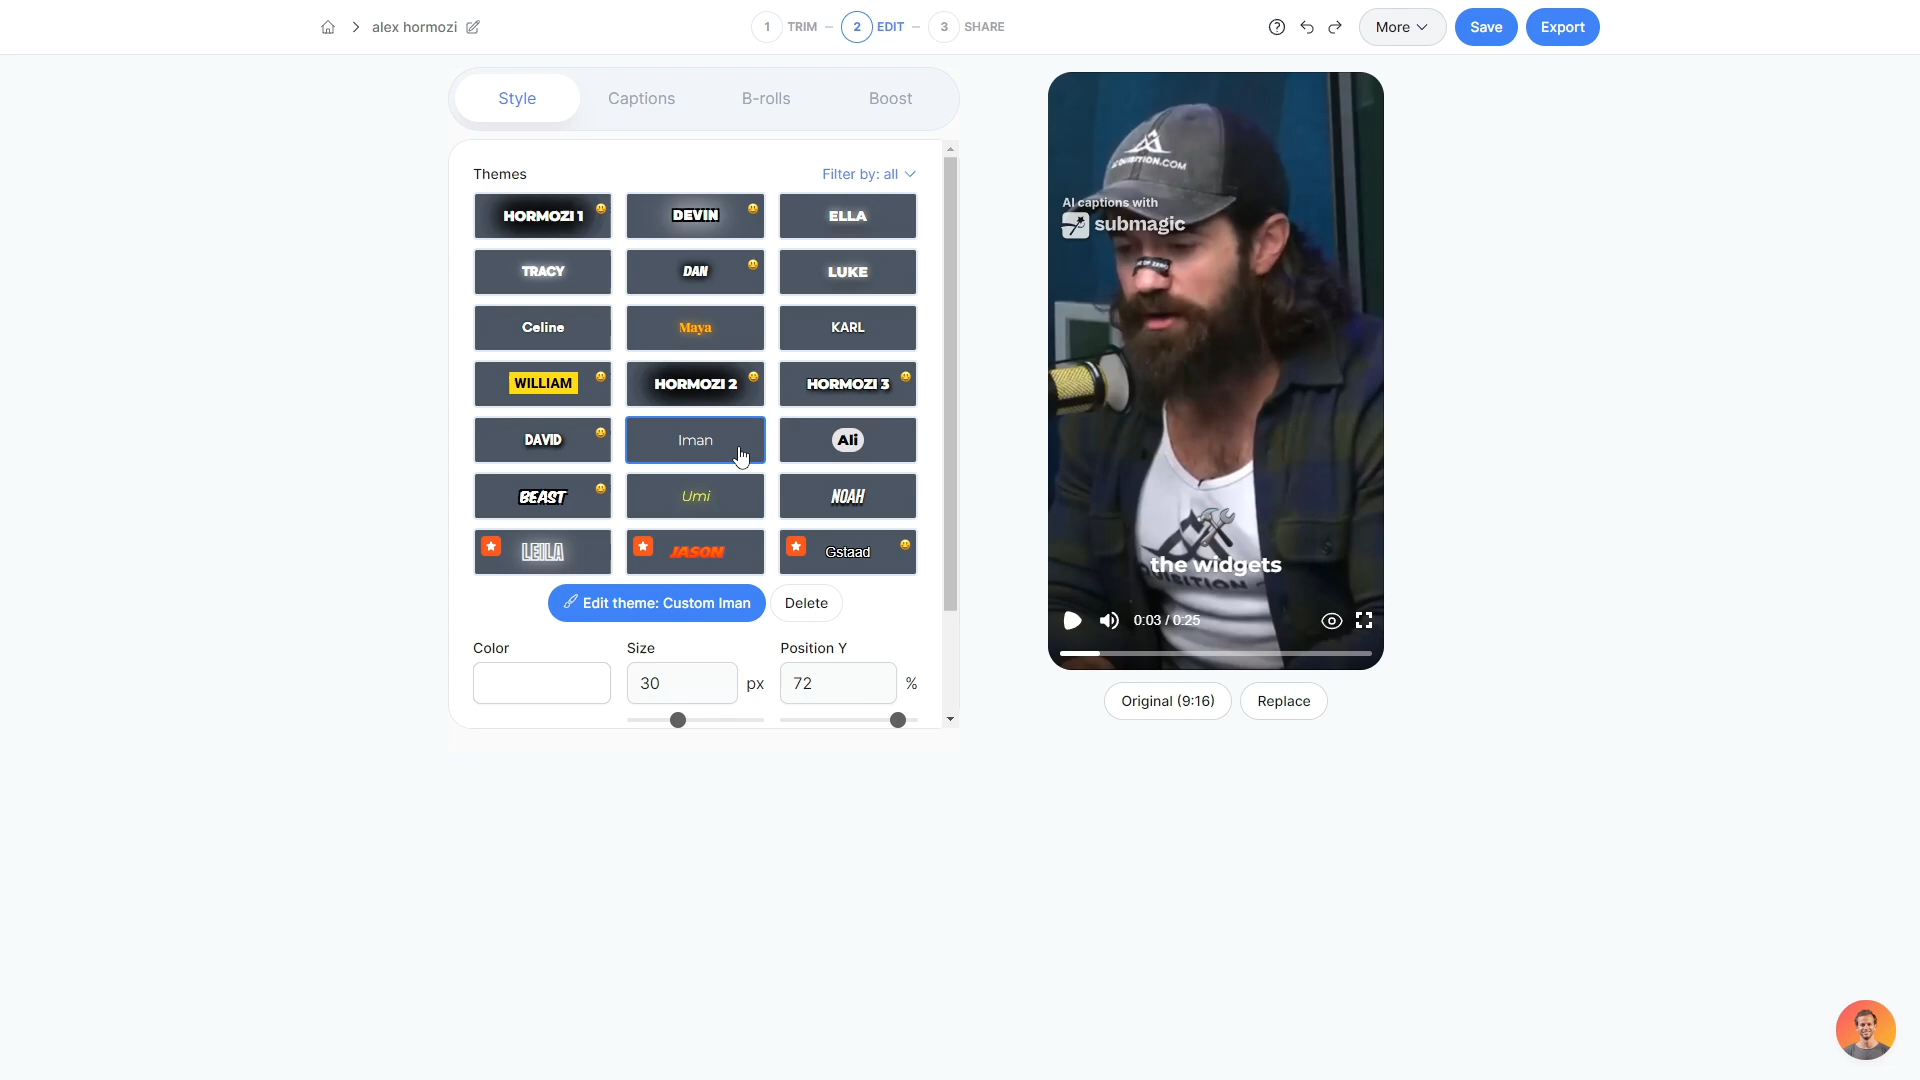 alex hormozi
1 TRIM – 2 EDIT – 3 SHARE
More
Save
Export
Style
Captions
B-rolls
Boost
Themes
Filter by: all
HORMOZI 1
DEVIN
ELLA
TRACY
DAN
LUKE
Celine
Maya
KARL
WILLIAM
HORMOZI 2
HORMOZI 3
DAVID
Iman
Ali
BEAST
Umi
NOAH
LEILA
JASON
Gstaad
Edit theme: Custom Iman
Delete
Color
Size
Position Y
30 px
72 %
AI captions with
submagic
the widgets
0:03 / 0:25
Original (9:16)
Replace